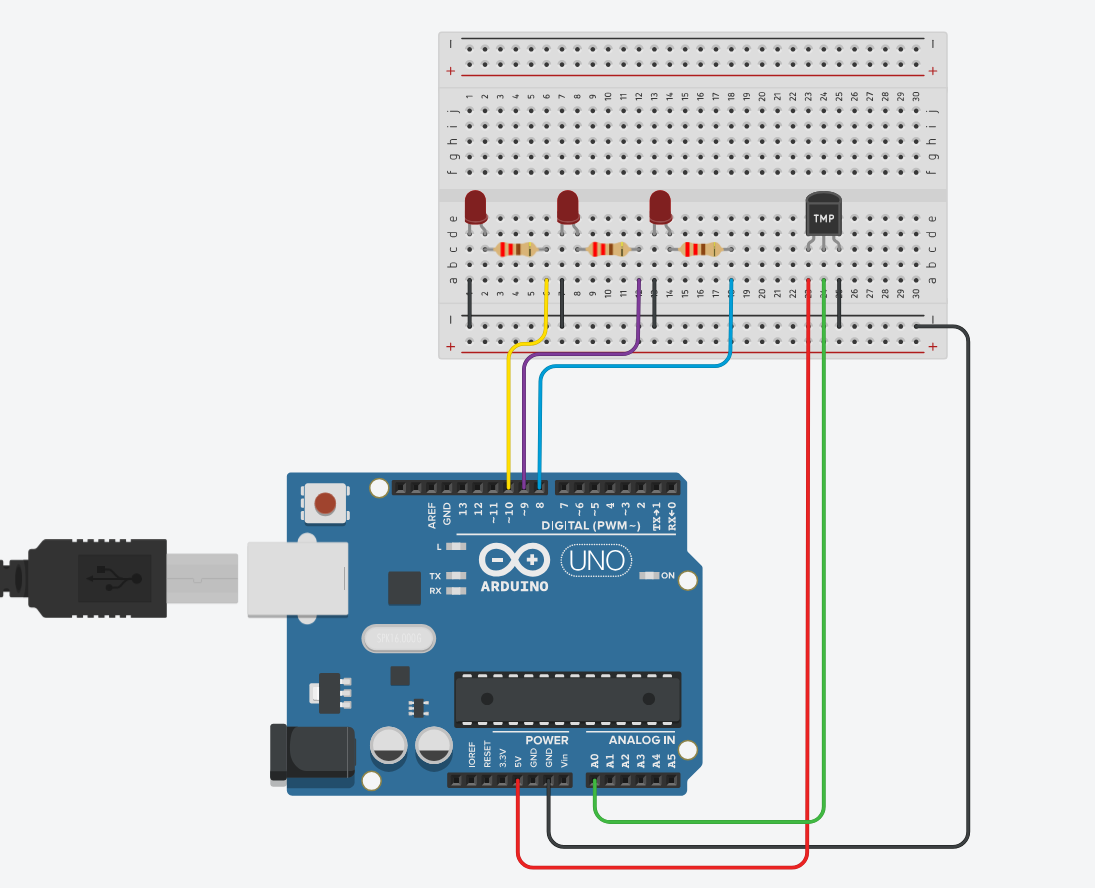 − −
+ +
1 2 3 4 5 6 7 8 9 10 11 12 13 14 15 16 17 18 19 20 21 22 23 24 25 26 27 28 29 30
j j
i i
h h
g g
f f
e TMP e
d d
c c
b b
a a
1 2 3 4 5 6 7 8 9 10 11 12 13 14 15 16 17 18 19 20 21 22 23 24 25 26 27 28 29 30
− −
+ +
AREF GND 13 12 ~11 ~10 ~9 8 7 ~6 ~5 4 ~3 2 TX→1 RX←0
DIGITAL (PWM~)
L
UNO
TX ON
RX ARDUINO
POWER ANALOG IN
IOREF RESET 3.3V 5V GND GND Vin A0 A1 A2 A3 A4 A5